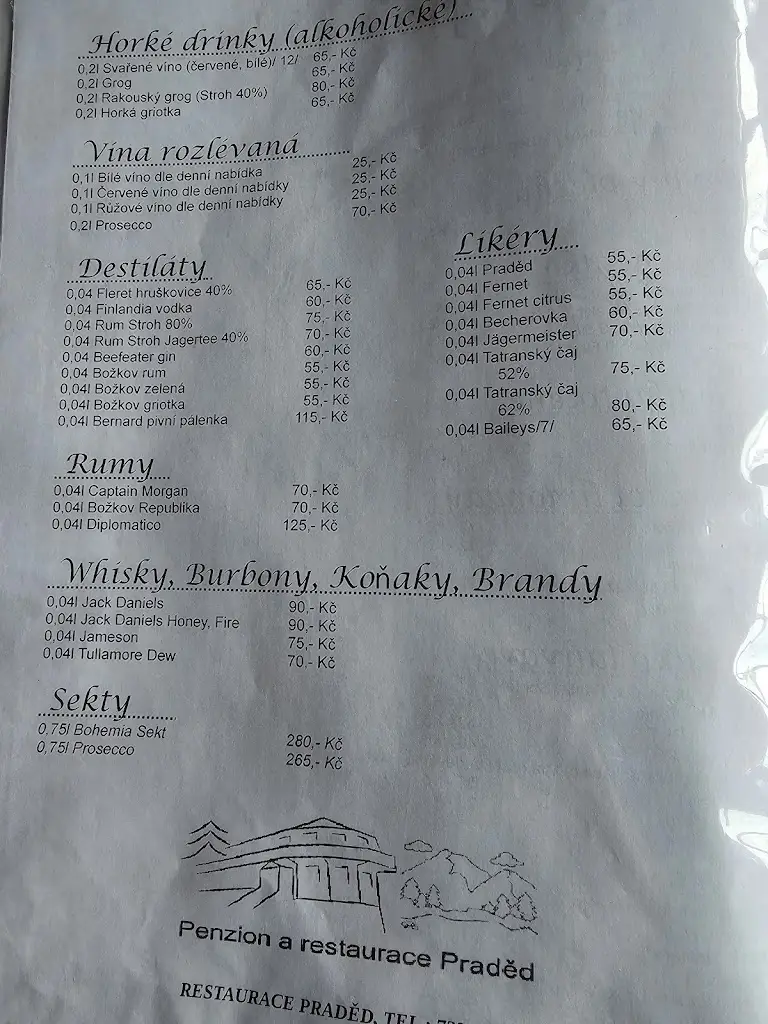 Horké drinky (alkoholické)...
0,2l Svařené víno (červené, bílé)/ 12/ 65,- Kč
0,2l Grog 65,- Kč
0,2l Rakouský grog (Stroh 40%) 80,- Kč
0,2l Horká griotka 65,- Kč
Vína rozlévaná
0,1l Bílé víno dle denní nabídka 25,- Kč
0,1l Červené víno dle denní nabídky 25,- Kč
0,1l Růžové víno dle denní nabídky 25,- Kč
0,2l Prosecco 70,- Kč
Destiláty
0,04 Fleret hruškovice 40% 65,- Kč
0,04 Finlandia vodka 60,- Kč
0,04 Rum Stroh 80% 75,- Kč
0,04 Rum Stroh Jagertee 40% 70,- Kč
0,04 Beefeater gin 60,- Kč
0,04 Božkov rum 55,- Kč
0,04l Božkov zelená 55,- Kč
0,04l Božkov griotka 55,- Kč
0,04l Bernard pivní pálenka 115,- Kč
Likéry...
0,04l Praděd 55,- Kč
0,04l Fernet 55,- Kč
0,04l Fernet citrus 55,- Kč
0,04l Becherovka 60,- Kč
0,04l Jägermeister 70,- Kč
0,04l Tatranský čaj
52% 75,- Kč
0,04l Tatranský čaj
62% 80,- Kč
0,04l Baileys/7/ 65,- Kč
Rumy
0,04l Captain Morgan 70,- Kč
0,04l Božkov Republika 70,- Kč
0,04l Diplomatico 125,- Kč
Whisky, Burbony, Koňaky, Brandy
0,04l Jack Daniels 90,- Kč
0,04l Jack Daniels Honey, Fire 90,- Kč
0,04l Jameson 75,- Kč
0,04l Tullamore Dew 70,- Kč
Sekty
0,75l Bohemia Sekt 280,- Kč
0,75l Prosecco 265,- Kč
Penzion a restaurace Praděd
RESTAURACE PRADĚD, TEL.: